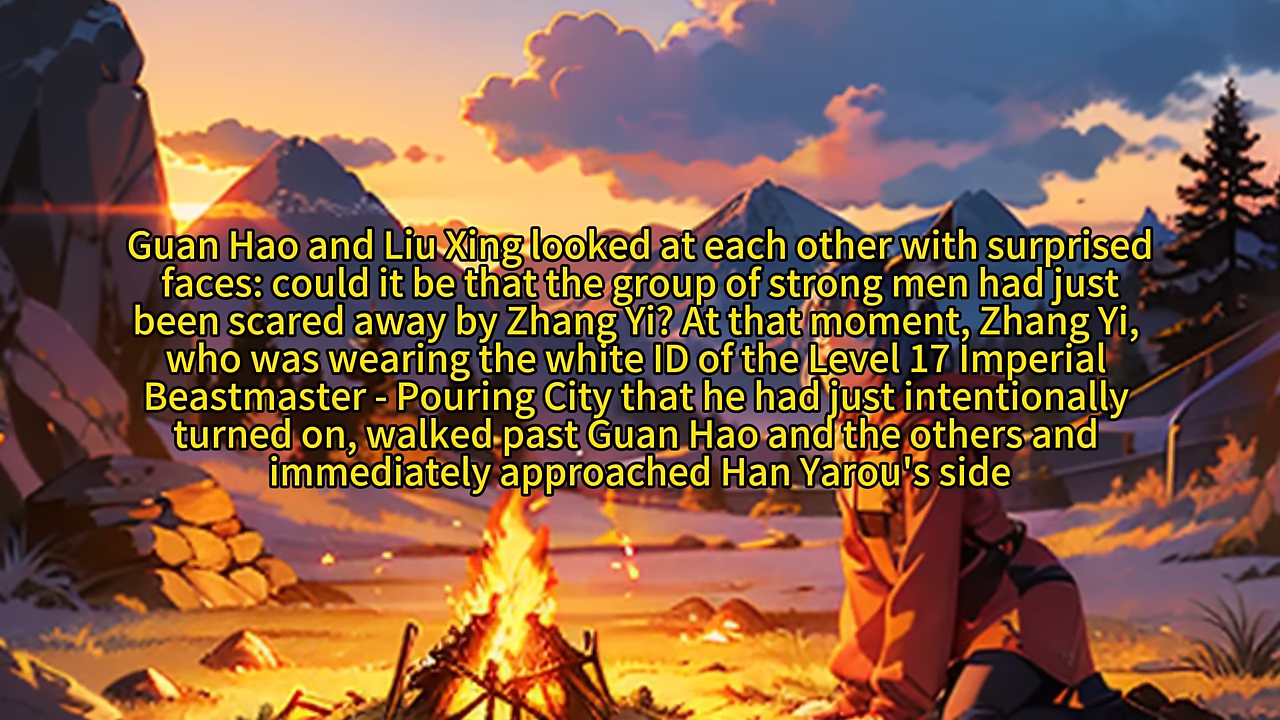 Guan Hao and Liu Xing looked at each other with surprised
faces: could it be that the group of strong men had just
been scared away by Zhang Yi? At that moment, Zhang Yi,
who was wearing the white ID of the Level 17 Imperial
Beastmaster - Pouring City that he had just intentionally
turned on, walked past Guan Hao and the others and
immediately approached Han Yarou's side